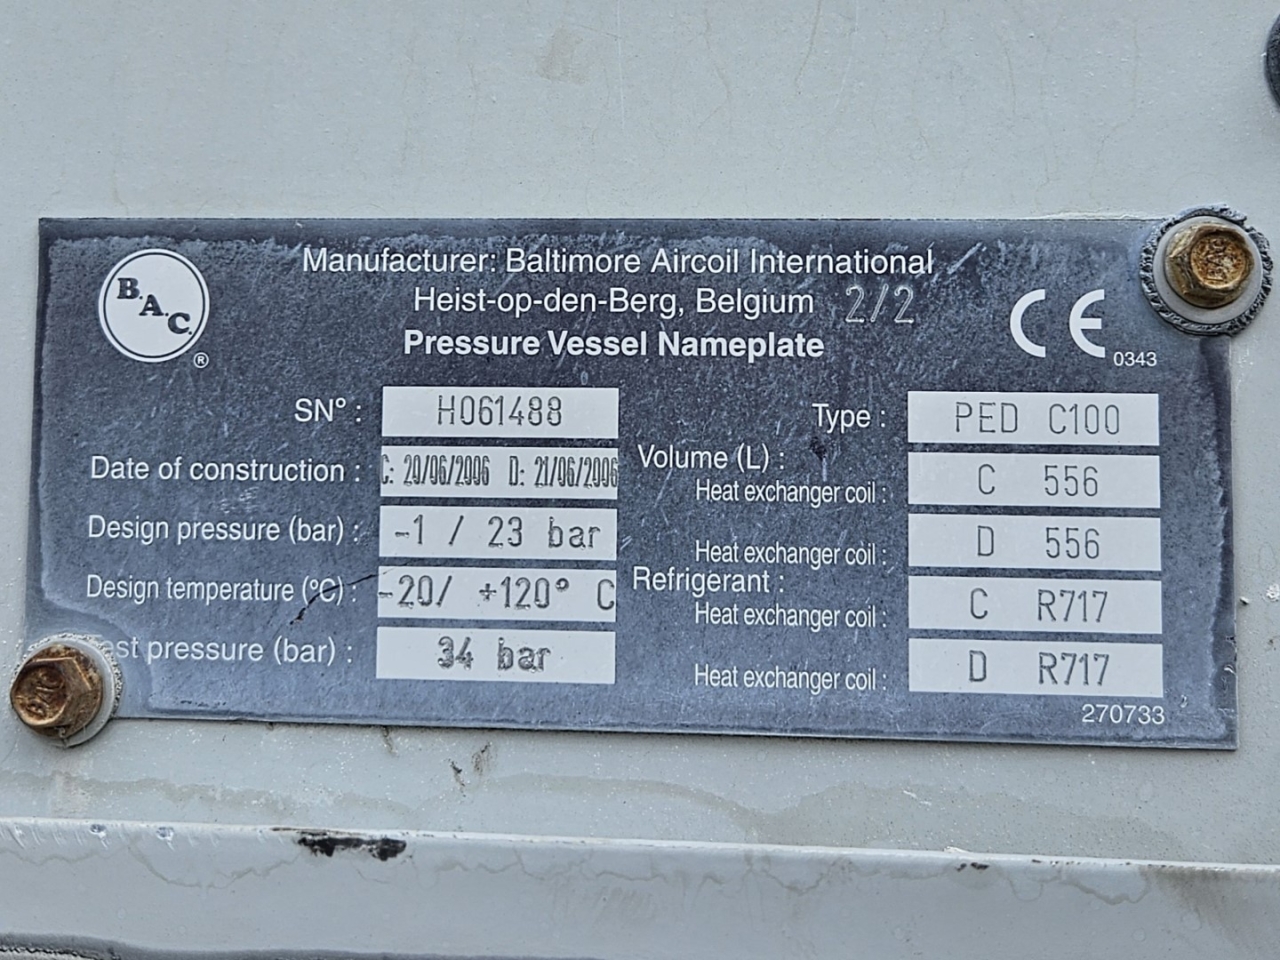 B.A.C.
®
Manufacturer: Baltimore Aircoil International
Heist-op-den-Berg, Belgium 2/2
Pressure Vessel Nameplate
CE 0343
SNº : H061488
Date of construction : C: 20/06/2006 D: 21/06/2006
Design pressure (bar) : -1 / 23 bar
Design temperature (ºC) : -20/ +120° C
est pressure (bar) : 34 bar
Type : PED C100
Volume (L) :
Heat exchanger coil : C 556
Heat exchanger coil : D 556
Refrigerant :
Heat exchanger coil : C R717
Heat exchanger coil : D R717
270733